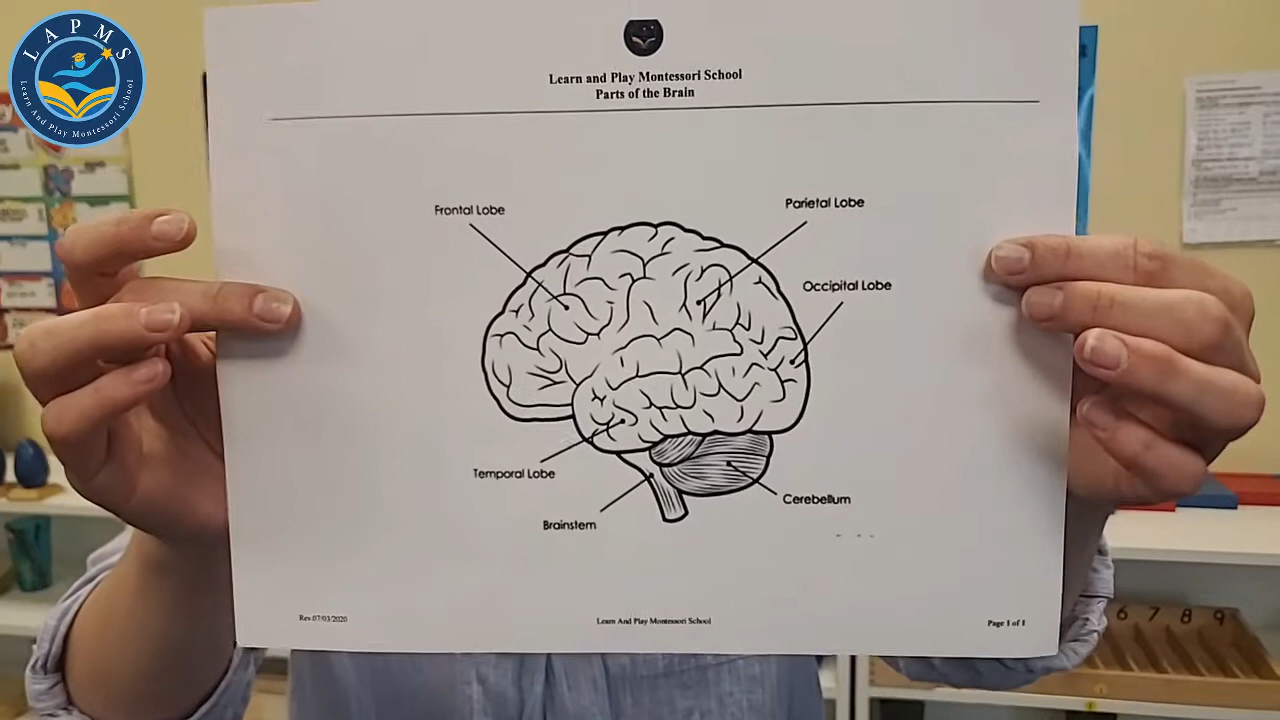 LAPMS
Learn And Play Montessori School
Learn and Play Montessori School
Parts of the Brain
Frontal Lobe
Parietal Lobe
Occipital Lobe
Temporal Lobe
Cerebellum
Brainstem
Rev.07/03/2020
Learn And Play Montessori School
Page 1 of 1
6 7 8 9